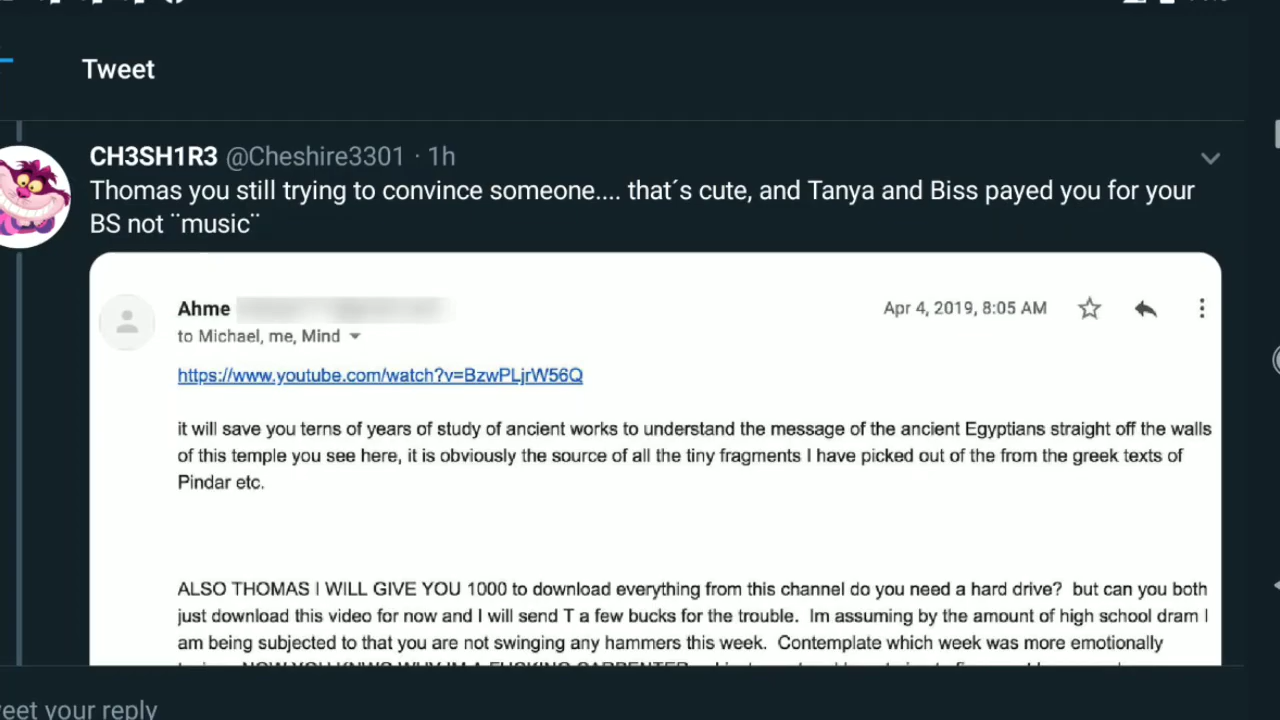 Tweet
CH3SH1R3 @Cheshire3301 · 1h
Thomas you still trying to convince someone.... that´s cute, and Tanya and Biss payed you for your
BS not ¨music¨
Ahme
Apr 4, 2019, 8:05 AM
to Michael, me, Mind
https://www.youtube.com/watch?v=BzwPLjrW56Q
it will save you terns of years of study of ancient works to understand the message of the ancient Egyptians straight off the walls
of this temple you see here, it is obviously the source of all the tiny fragments I have picked out of the from the greek texts of
Pindar etc.
ALSO THOMAS I WILL GIVE YOU 1000 to download everything from this channel do you need a hard drive?  but can you both
just download this video for now and I will send T a few bucks for the trouble.  Im assuming by the amount of high school dram I
am being subjected to that you are not swinging any hammers this week.  Contemplate which week was more emotionally
NOW YOU KNWO WHY IM A FUCKING CARPENTER
eet your reply